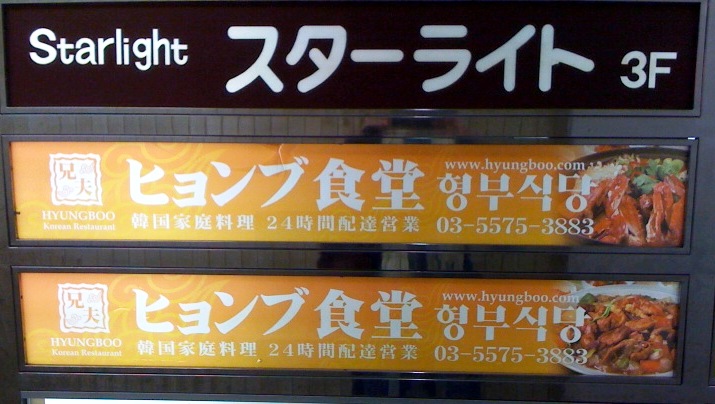 Starlight スターライト 3F
兄夫
HYUNGBOO
Korean Restaurant
ヒョンブ食堂
韓国家庭料理 24時間配達営業
www.hyungboo.com
형부식당
03-5575-3883
兄夫
HYUNGBOO
Korean Restaurant
ヒョンブ食堂
韓国家庭料理 24時間配達営業
www.hyungboo.com
형부식당
03-5575-3883